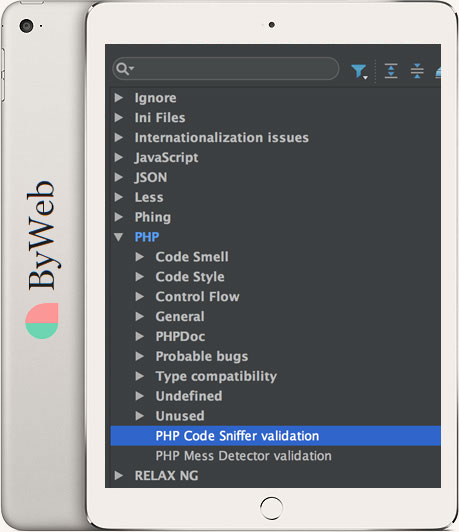 ByWeb
Ignore
Ini Files
Internationalization issues
JavaScript
JSON
Less
Phing
PHP
Code Smell
Code Style
Control Flow
General
PHPDoc
Probable bugs
Type compatibility
Undefined
Unused
PHP Code Sniffer validation
PHP Mess Detector validation
RELAX NG